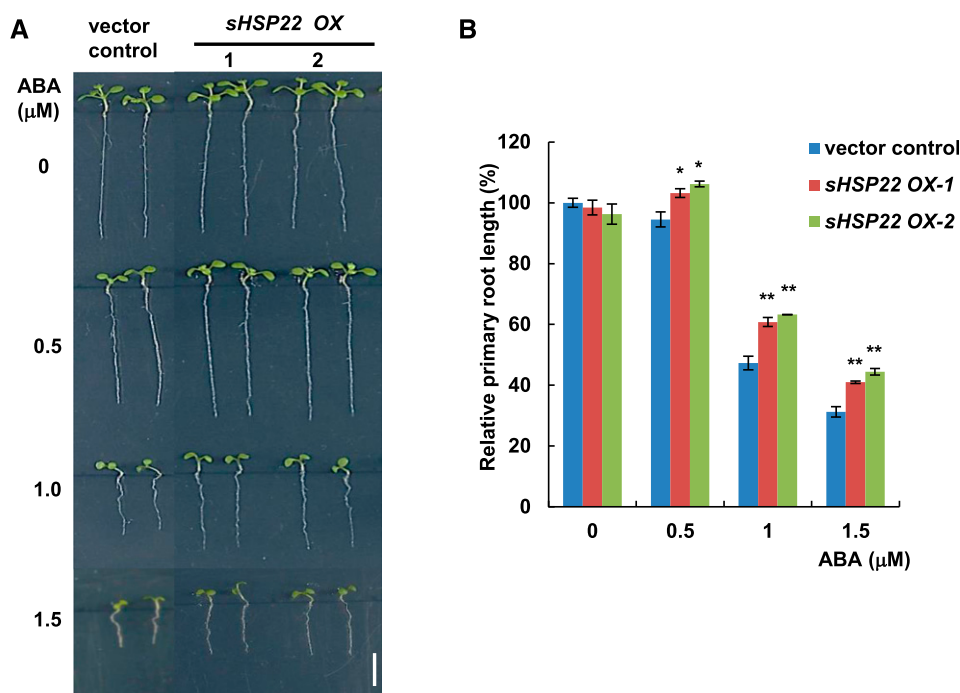 A
vector
control
sHSP22 OX
1 2
ABA
(μM)
0
0.5
1.0
1.5
B
Relative primary root length (%)
120
100
80
60
40
20
0
vector control
sHSP22 OX-1
sHSP22 OX-2
* *
** **
** **
0 0.5 1 1.5
ABA (μM)